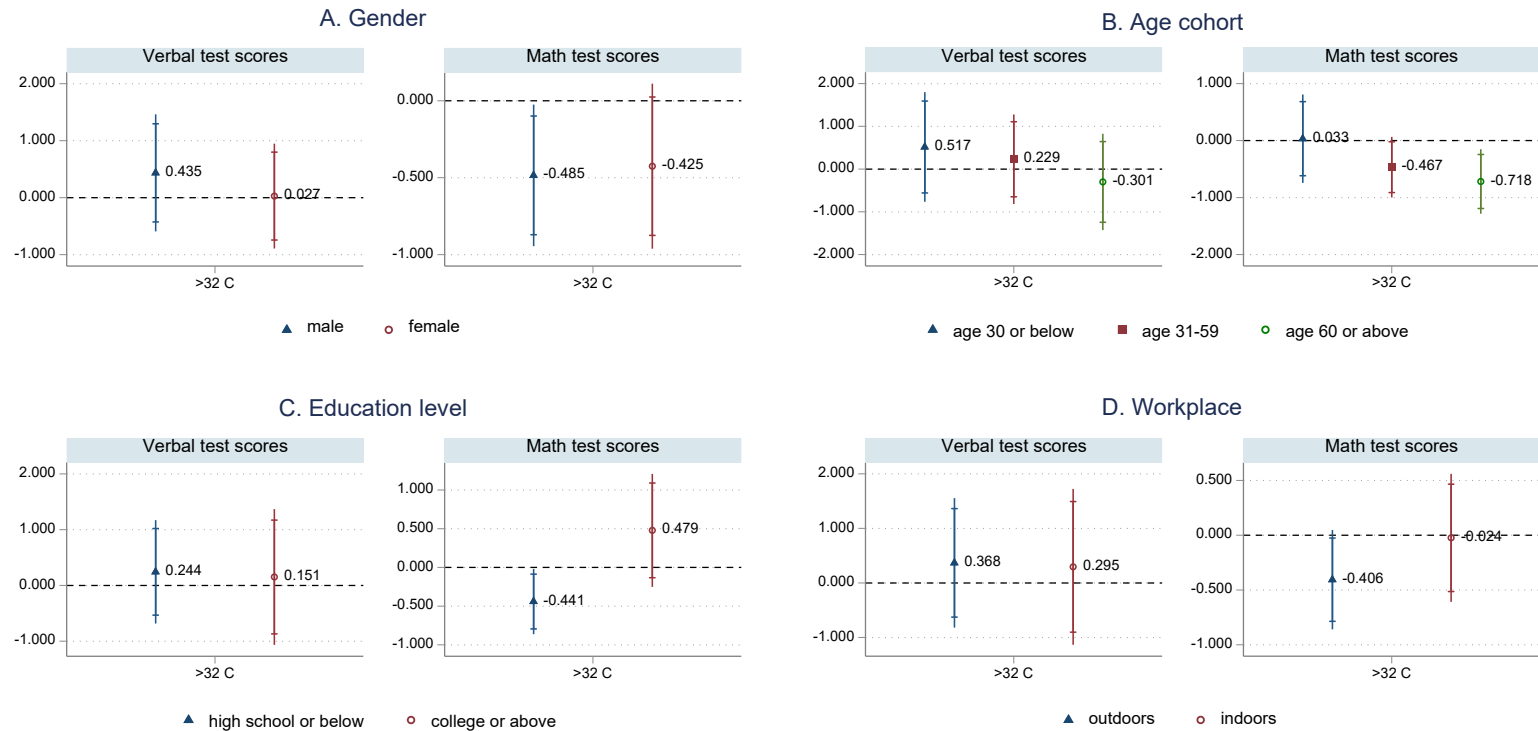 A. Gender
Verbal test scores
2.000
1.000
0.000
-1.000
0.435
0.027
>32 C
Math test scores
0.000
-0.500
-1.000
-0.485
-0.425
>32 C
male
female
B. Age cohort
Verbal test scores
2.000
1.000
0.000
-1.000
-2.000
0.517
0.229
-0.301
>32 C
Math test scores
1.000
0.000
-1.000
-2.000
0.033
-0.467
-0.718
>32 C
age 30 or below
age 31-59
age 60 or above
C. Education level
Verbal test scores
2.000
1.000
0.000
-1.000
0.244
0.151
>32 C
Math test scores
1.000
0.500
0.000
-0.500
-1.000
-0.441
0.479
>32 C
high school or below
college or above
D. Workplace
Verbal test scores
2.000
1.000
0.000
-1.000
0.368
0.295
>32 C
Math test scores
0.500
0.000
-0.500
-1.000
-0.406
-0.024
>32 C
outdoors
indoors